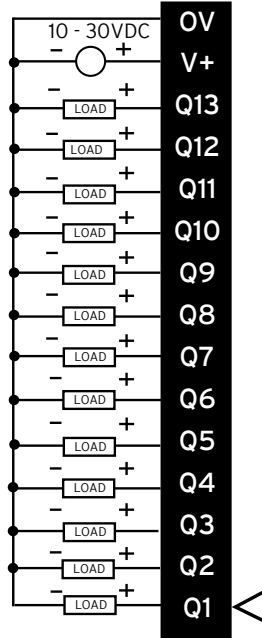 0V
10 - 30VDC
- + V+
- LOAD + Q13
- LOAD + Q12
- LOAD + Q11
- LOAD + Q10
- LOAD + Q9
- LOAD + Q8
- LOAD + Q7
- LOAD + Q6
- LOAD + Q5
- LOAD + Q4
- LOAD + Q3
- LOAD + Q2
- LOAD + Q1